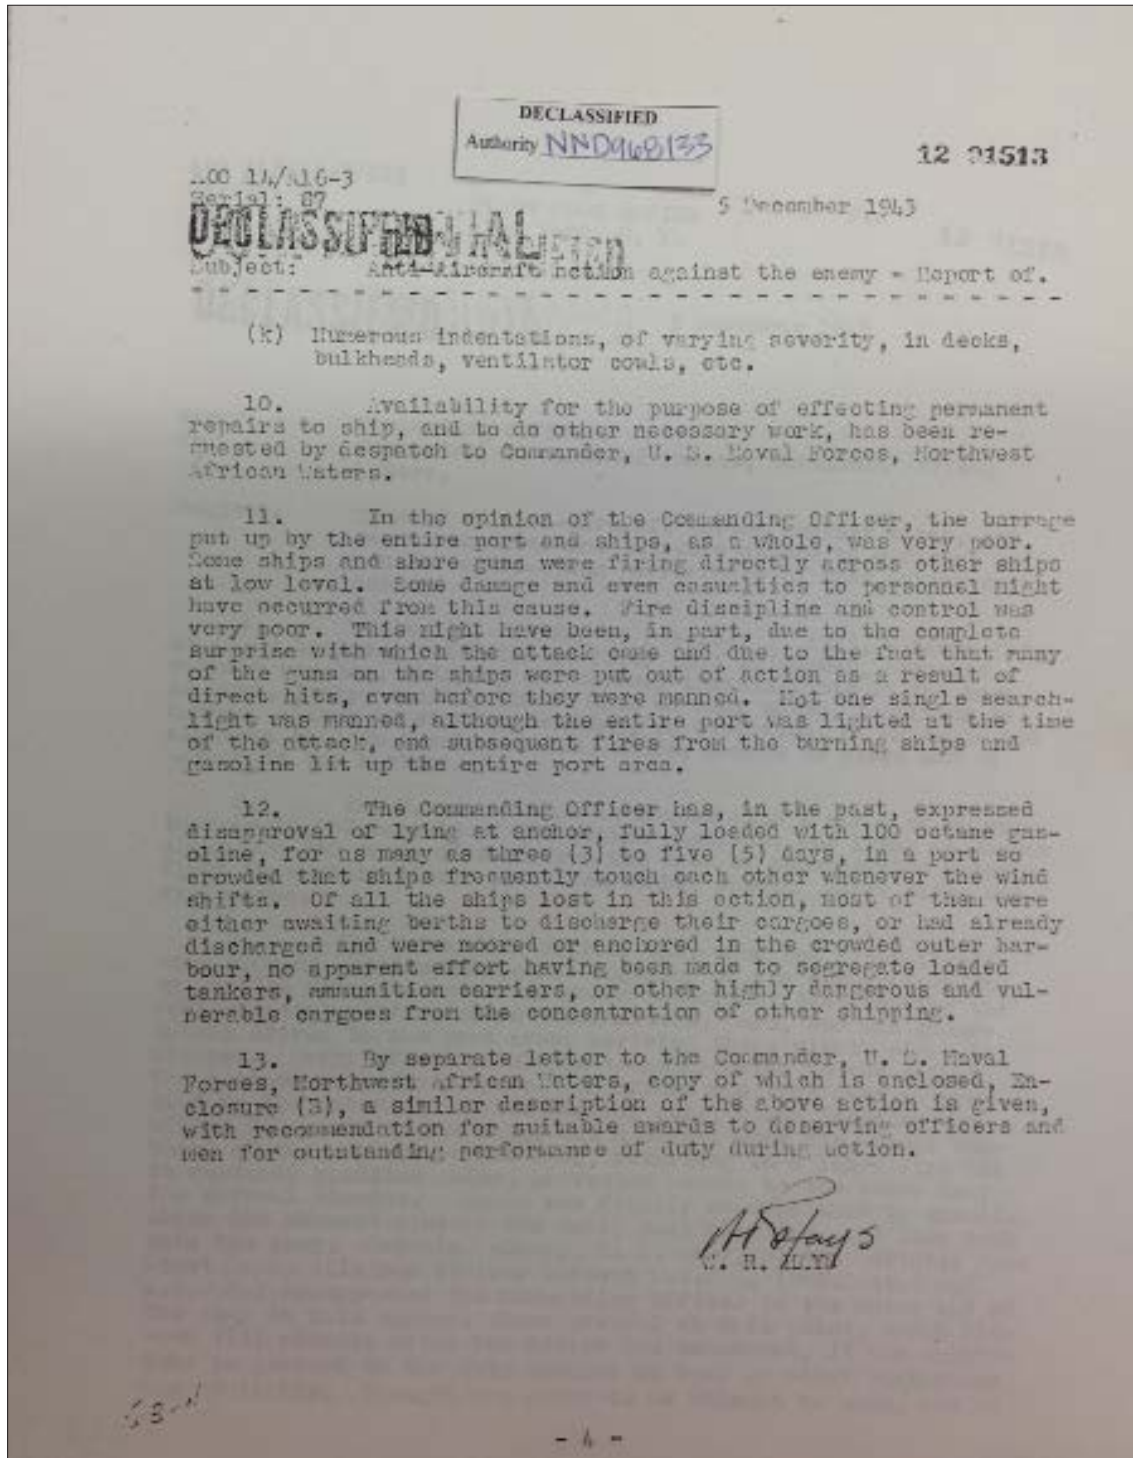 DECLASSIFIED
Authority NND968133
12 01513
AOG 14/A16-3
Serial: 87
5 December 1943
DECLASSIFIED
Subject: Anti-Aircraft Action against the enemy - Report of.
(k) Numerous indentations, of varying severity, in decks,
bulkheads, ventilator cowls, etc.
10. Availability for the purpose of effecting permanent
repairs to ship, and to do other necessary work, has been re-
quested by despatch to Commander, U. S. Naval Forces, Northwest
African Waters.
11. In the opinion of the Commanding Officer, the barrage
put up by the entire port and ships, as a whole, was very poor.
Some ships and shore guns were firing directly across other ships
at low level. Some damage and even casualties to personnel might
have occurred from this cause. Fire discipline and control was
very poor. This might have been, in part, due to the complete
surprise with which the attack came and due to the fact that many
of the guns on the ships were put out of action as a result of
direct hits, even before they were manned. Not one single search-
light was manned, although the entire port was lighted at the time
of the attack, and subsequent fires from the burning ships and
gasoline lit up the entire port area.
12. The Commanding Officer has, in the past, expressed
disapproval of lying at anchor, fully loaded with 100 octane gas-
oline, for as many as three (3) to five (5) days, in a port so
crowded that ships frequently touch each other whenever the wind
shifts. Of all the ships lost in this action, most of them were
either awaiting berths to discharge their cargoes, or had already
discharged and were moored or anchored in the crowded outer har-
bour, no apparent effort having been made to segregate loaded
tankers, ammunition carriers, or other highly dangerous and vul-
nerable cargoes from the concentration of other shipping.
13. By separate letter to the Commander, U. S. Naval
Forces, Northwest African Waters, copy of which is enclosed, En-
closure (B), a similar description of the above action is given,
with recommendation for suitable awards to deserving officers and
men for outstanding performance of duty during action.
- 4 -